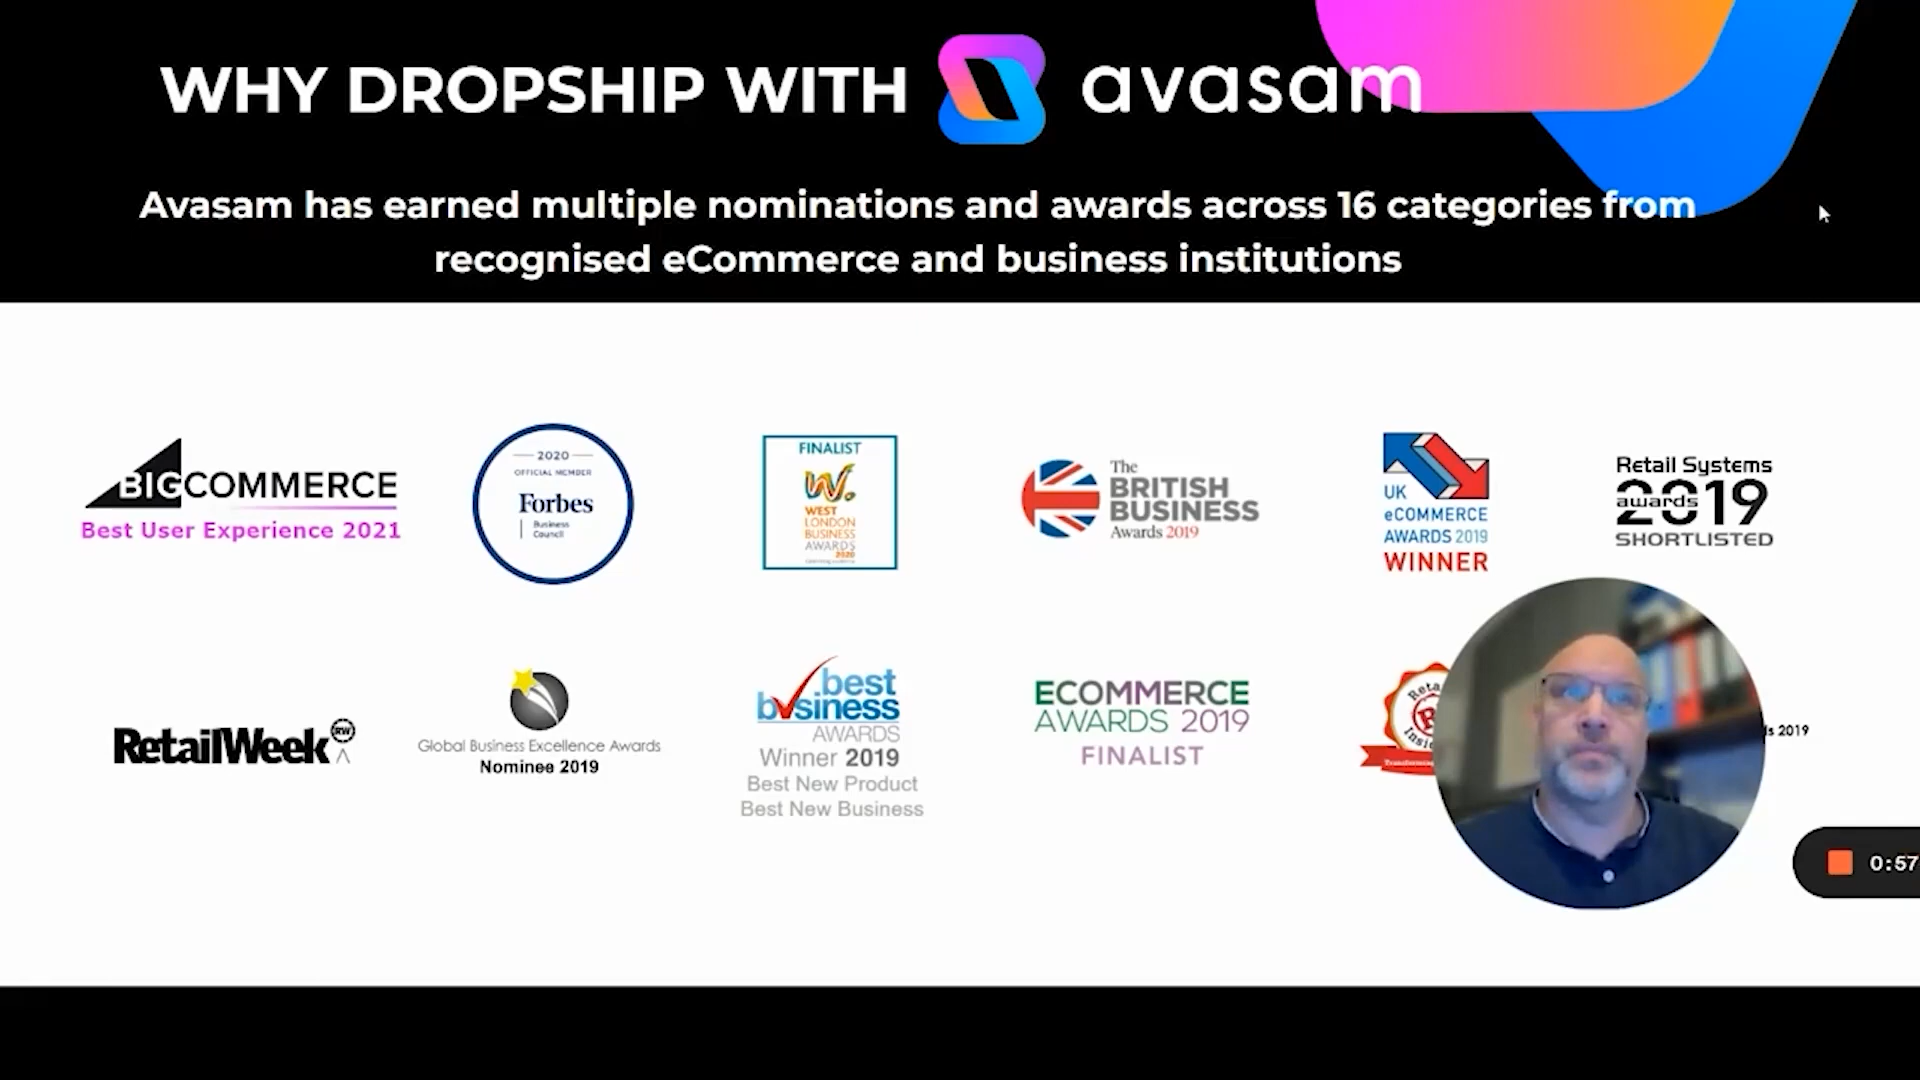 WHY DROPSHIP WITH avasam
Avasam has earned multiple nominations and awards across 16 categories from
recognised eCommerce and business institutions
BIGCOMMERCE
Best User Experience 2021
2020
OFFICIAL MEMBER
Forbes
Business
Council
FINALIST
W.
WEST
LONDON
BUSINESS
AWARDS
2020
The
BRITISH
BUSINESS
Awards 2019
UK
eCOMMERCE
AWARDS 2019
WINNER
Retail Systems
awards
2019
SHORTLISTED
RetailWeek RW
Global Business Excellence Awards
Nominee 2019
best
business
AWARDS
Winner 2019
Best New Product
Best New Business
ECOMMERCE
AWARDS 2019
FINALIST
2019
0:57